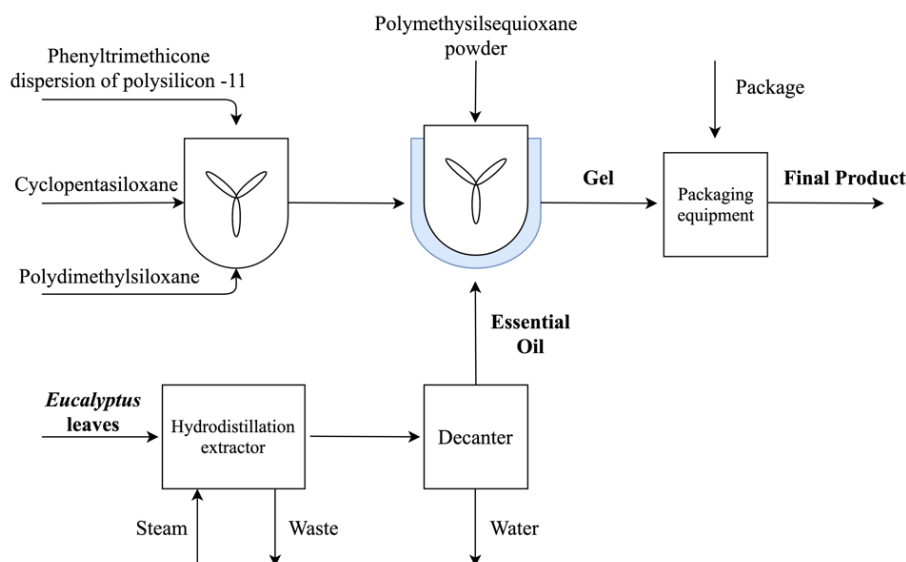 Polymethysilsequioxane
powder
Phenyltrimethicone
dispersion of polysilicon -11
Package
Cyclopentasiloxane
Gel
Packaging
equipment
Final Product
Polydimethylsiloxane
Essential
Oil
Eucalyptus
leaves
Hydrodistillation
extractor
Decanter
Steam
Waste
Water